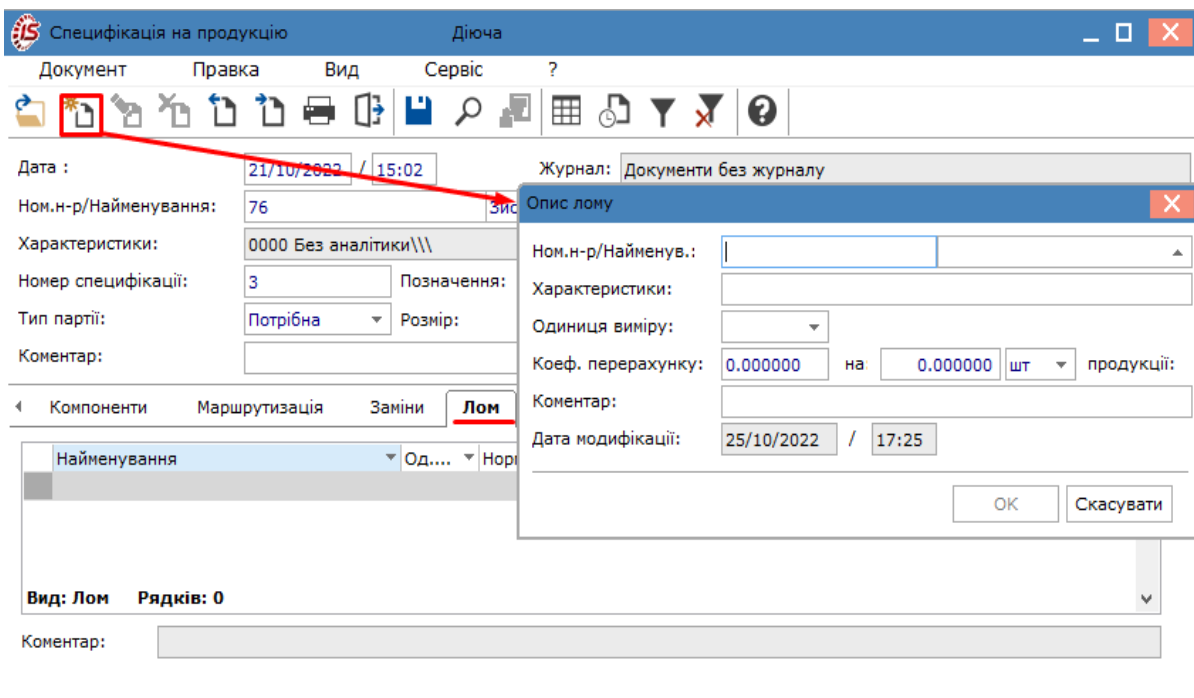 Специфікація на продукцію Діюча
Документ Правка Вид Сервіс ?
Дата : 21/10/2022 / 15:02 Журнал: Документи без журналу
Ном.н-р/Найменування: 76
Характеристики: 0000 Без аналітики\\\
Номер специфікації: 3 Позначення:
Тип партії: Потрібна Розмір:
Коментар:
Компоненти Маршрутизація Заміни Лом
Найменування Од....
Вид: Лом Рядків: 0
Коментар:
Опис лому
Ном.н-р/Найменув.:
Характеристики:
Одиниця виміру:
Коеф. перерахунку: 0.000000 на 0.000000 шт продукції:
Коментар:
Дата модифікації: 25/10/2022 / 17:25
ОК Скасувати